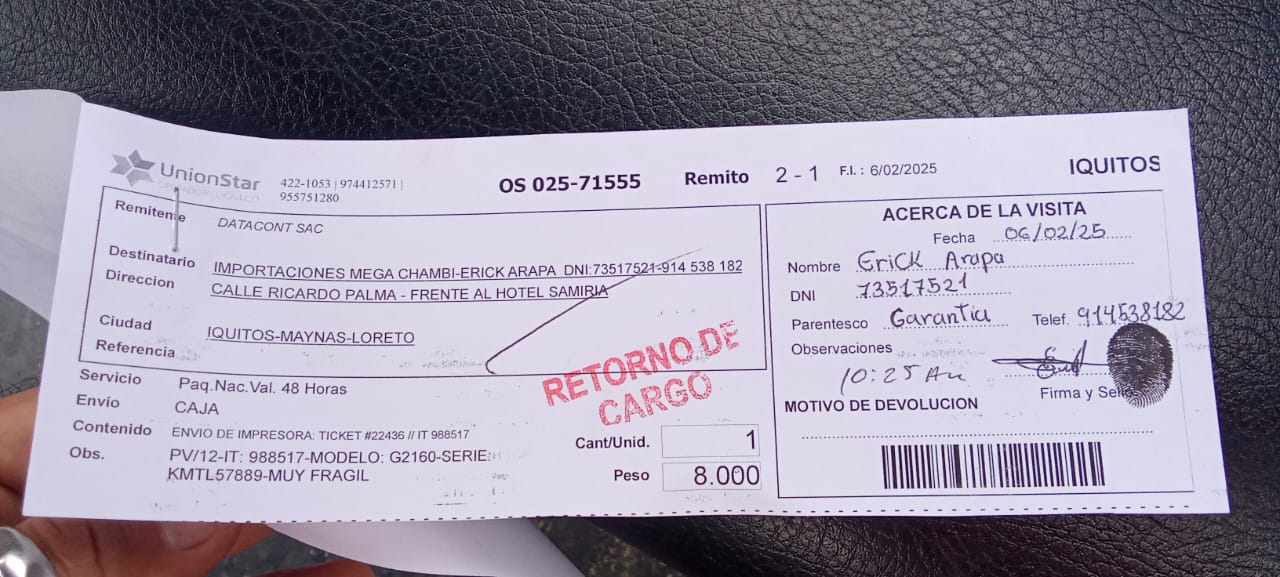 UnionStar
OPERADOR LOGÍSTICO
422-1053 | 974412571 |
955751280
OS 025-71555
Remito 2 - 1
F.I. : 6/02/2025
IQUITOS
Remitente DATACONT SAC
Destinatario IMPORTACIONES MEGA CHAMBI-ERICK ARAPA DNI:73517521-914 538 182
Direccion CALLE RICARDO PALMA - FRENTE AL HOTEL SAMIRIA
Ciudad IQUITOS-MAYNAS-LORETO
Referencia
Servicio Paq.Nac.Val. 48 Horas
Envío CAJA
Contenido ENVIO DE IMPRESORA: TICKET #22436 // IT 988517
Obs. PV/12-IT: 988517-MODELO: G2160-SERIE:
KMTL57889-MUY FRAGIL
RETORNO DE
CARGO
Cant/Unid. 1
Peso 8.000
ACERCA DE LA VISITA
Fecha 06/02/25
Nombre Erick Arapa
DNI 73517521
Parentesco Garantia Telef. 914538182
Observaciones
10:25 Am
Firma y Sello
MOTIVO DE DEVOLUCION